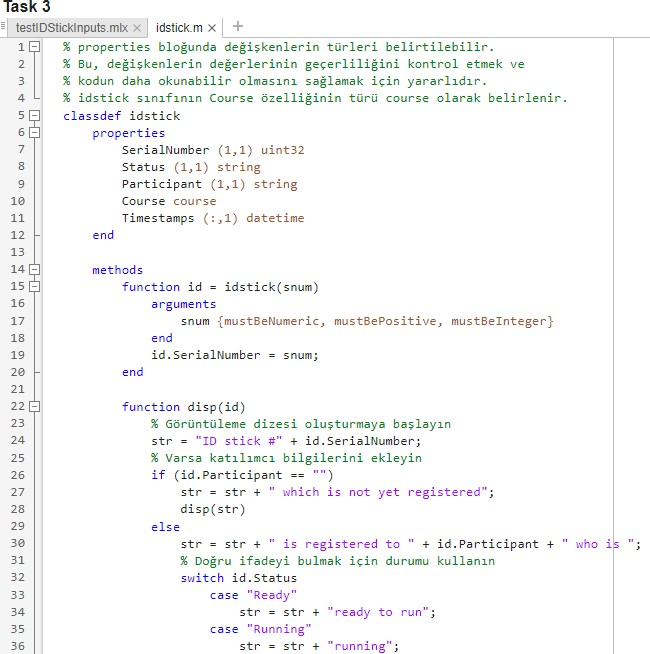 Task 3
testIDStickInputs.mlx × idstick.m × +
1 % properties bloğunda değişkenlerin türleri belirtilebilir.
2 % Bu, değişkenlerin değerlerinin geçerliliğini kontrol etmek ve
3 % kodun daha okunabilir olmasını sağlamak için yararlıdır.
4 % idstick sınıfının Course özelliğinin türü course olarak belirlenir.
5 classdef idstick
6 properties
7 SerialNumber (1,1) uint32
8 Status (1,1) string
9 Participant (1,1) string
10 Course course
11 Timestamps (:,1) datetime
12 end
13
14 methods
15 function id = idstick(snum)
16 arguments
17 snum {mustBeNumeric, mustBePositive, mustBeInteger}
18 end
19 id.SerialNumber = snum;
20 end
21
22 function disp(id)
23 % Görüntüleme dizesi oluşturmaya başlayın
24 str = "ID stick #" + id.SerialNumber;
25 % Varsa katılımcı bilgilerini ekleyin
26 if (id.Participant == "")
27 str = str + " which is not yet registered";
28 disp(str)
29 else
30 str = str + " is registered to " + id.Participant + " who is ";
31 % Doğru ifadeyi bulmak için durumu kullanın
32 switch id.Status
33 case "Ready"
34 str = str + "ready to run";
35 case "Running"
36 str = str + "running";